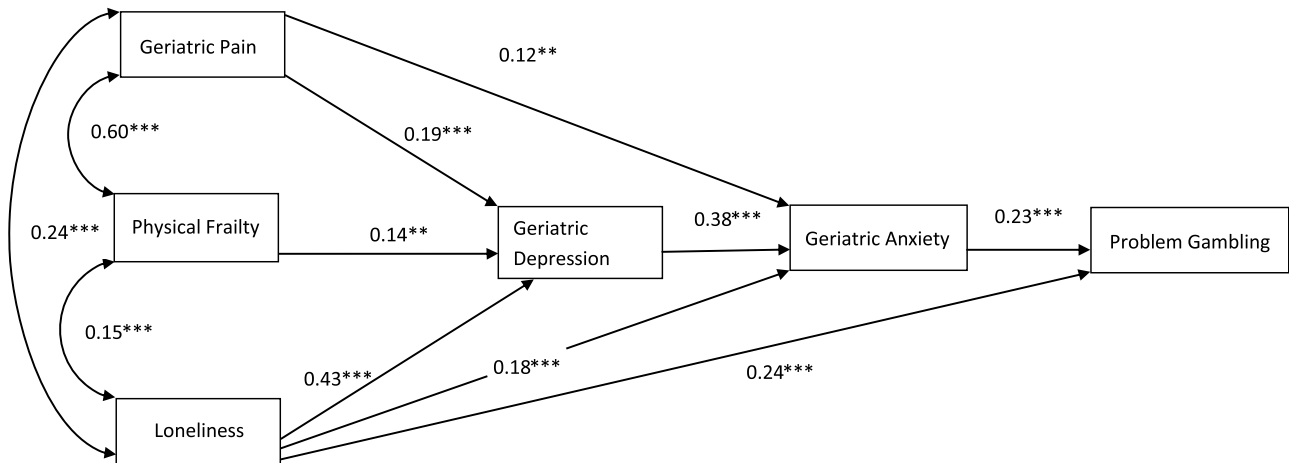 Geriatric Pain
0.12**
0.60***
0.19***
Physical Frailty
0.24***
0.14**
Geriatric
Depression
0.38***
Geriatric Anxiety
0.23***
Problem Gambling
0.15***
0.43***
0.18***
0.24***
Loneliness